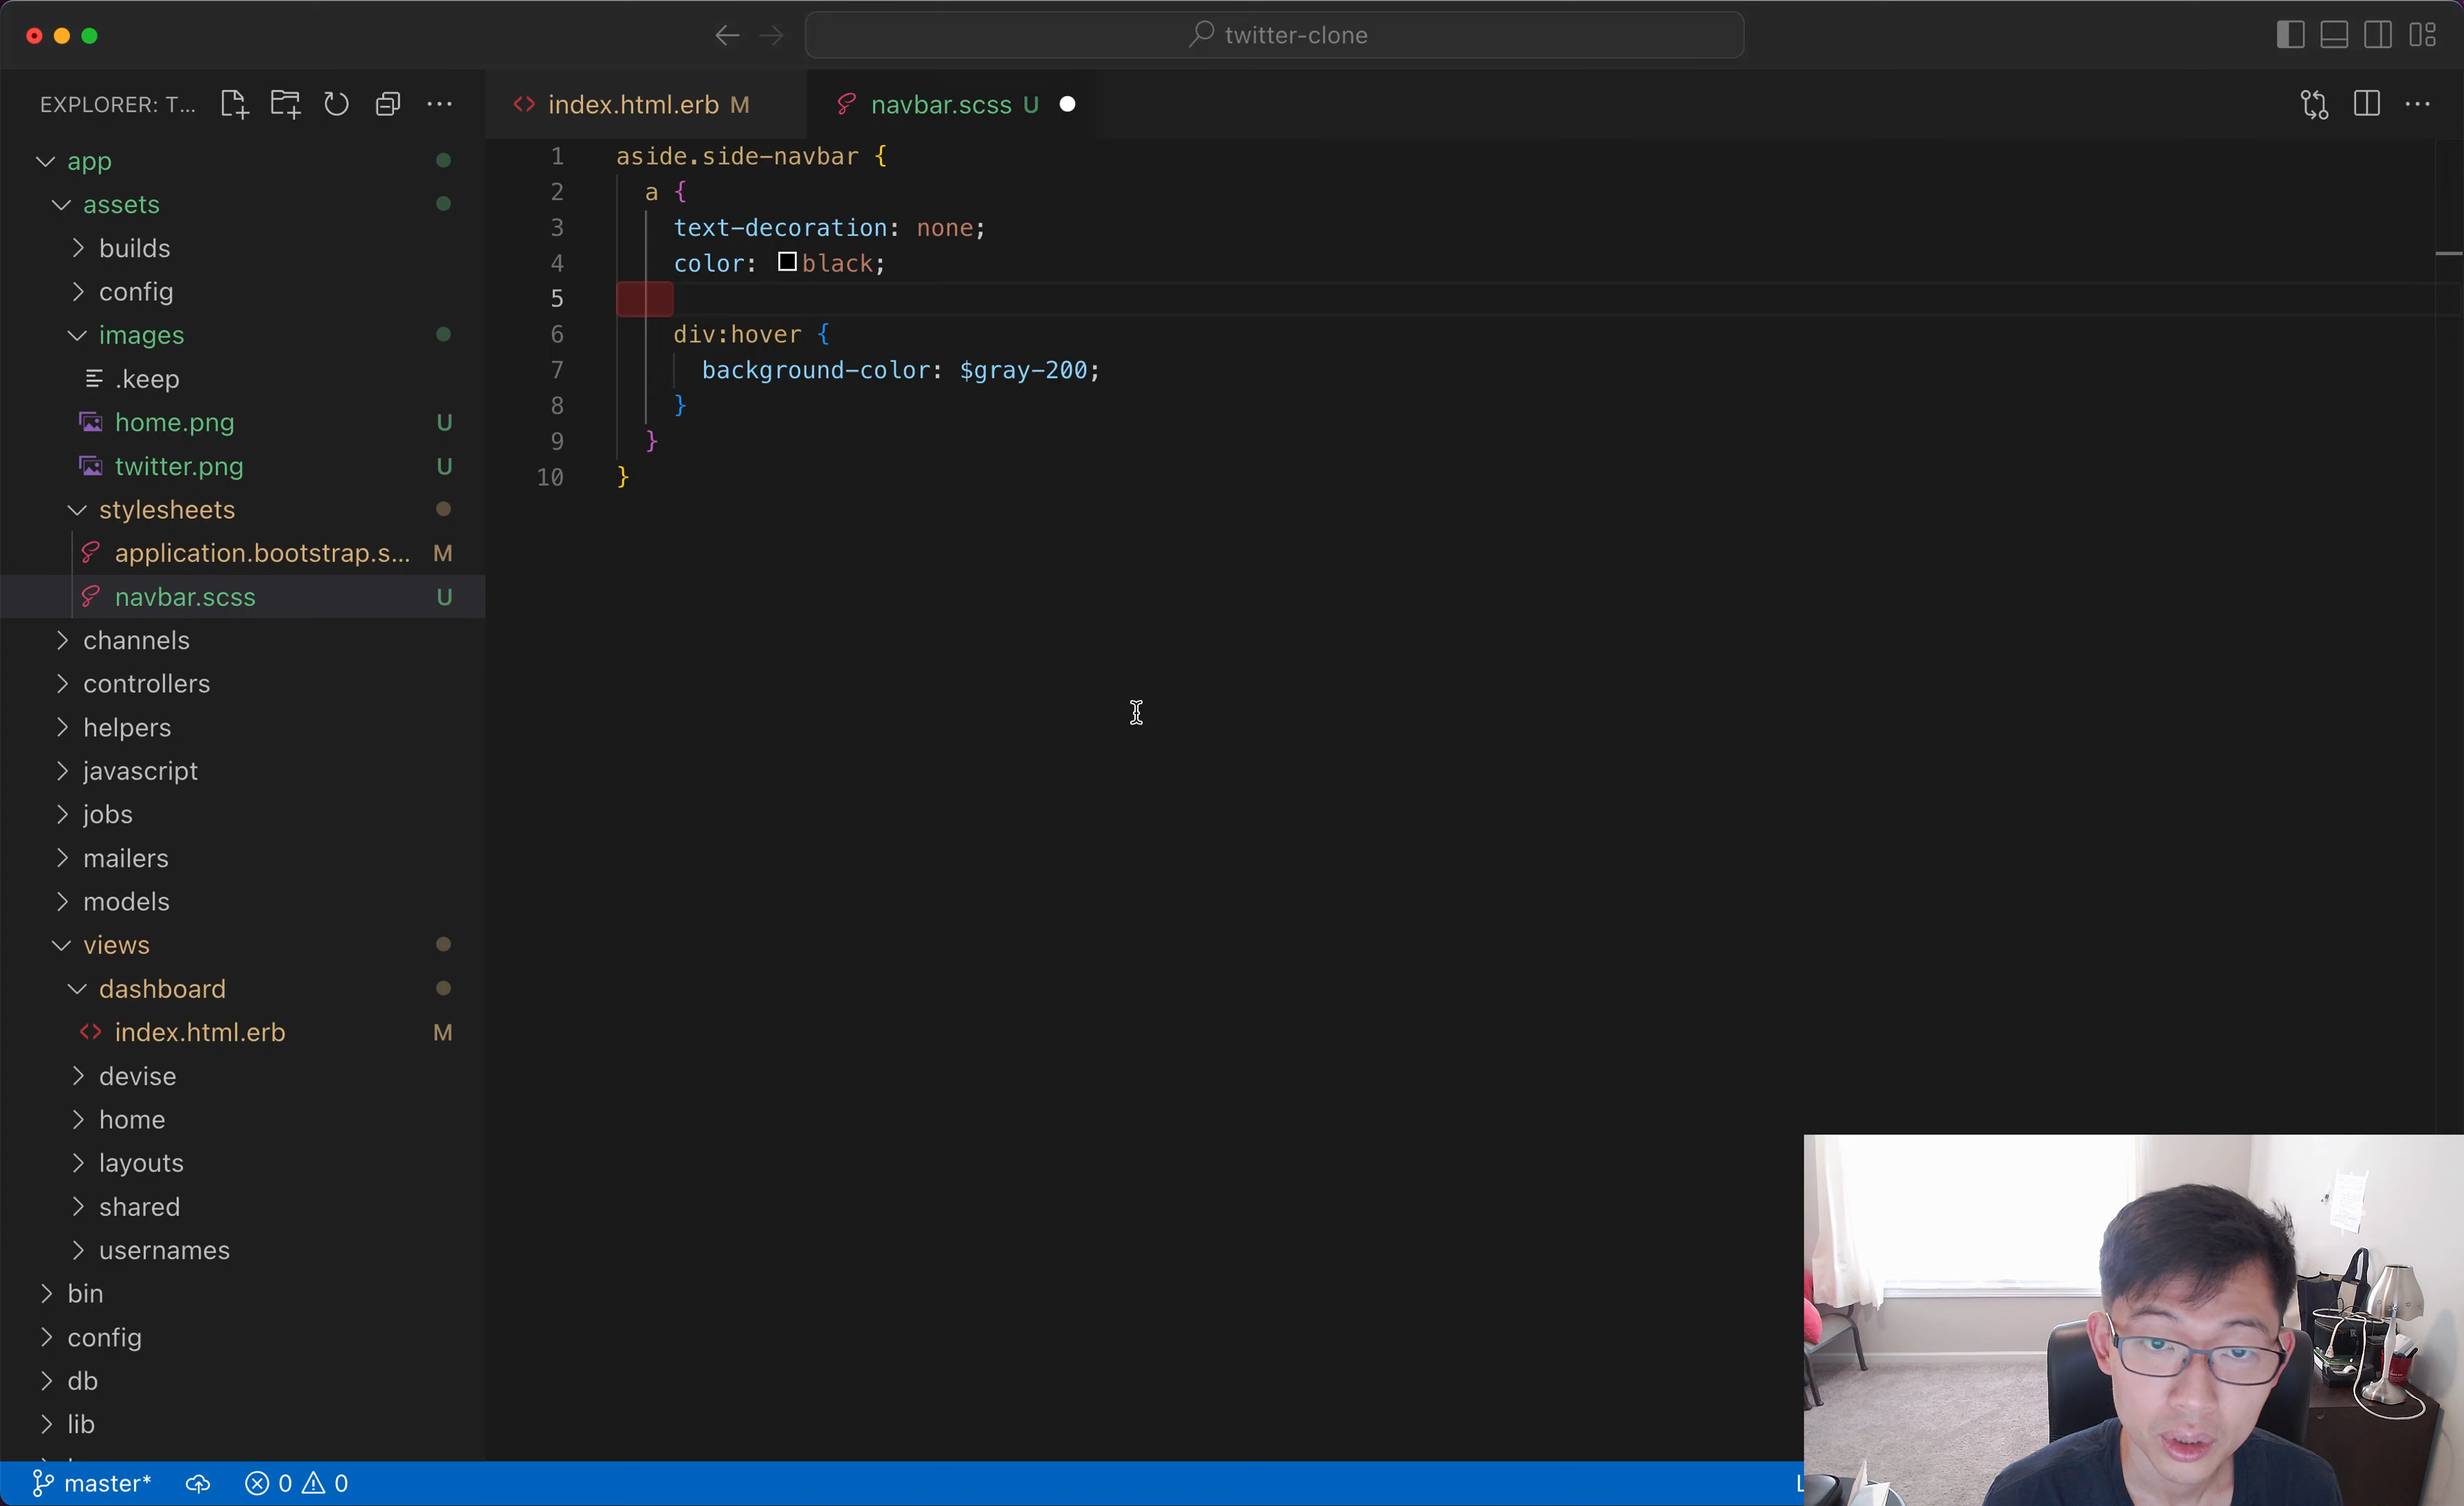 twitter-clone
EXPLORER: T...
index.html.erb M
navbar.scss U
app
assets
builds
config
images
.keep
home.png U
twitter.png U
stylesheets
application.bootstrap.s... M
navbar.scss U
channels
controllers
helpers
javascript
jobs
mailers
models
views
dashboard
index.html.erb M
devise
home
layouts
shared
usernames
bin
config
db
lib
1 aside.side-navbar {
2 a {
3 text-decoration: none;
4 color: black;
5
6 div:hover {
7 background-color: $gray-200;
8 }
9 }
10 }
master* 0 0